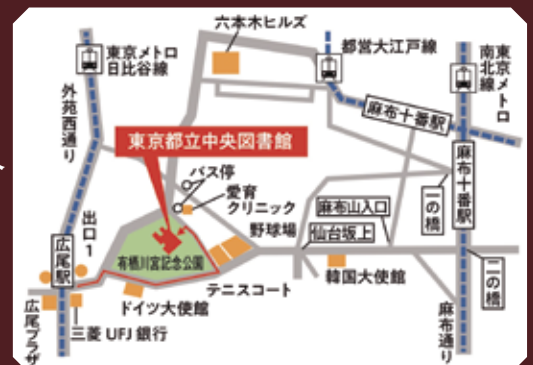 六本木ヒルズ
東京メトロ
日比谷線
都営大江戸線
東京メトロ
南北線
外苑西通り
麻布十番駅
東京都立中央図書館
バス停
愛育
クリニック
麻布十番駅
一の橋
麻布山入口
野球場
仙台坂上
出口1
広尾駅
有栖川宮記念公園
韓国大使館
二の橋
テニスコート
ドイツ大使館
麻布通り
広尾プラザ
三菱UFJ銀行